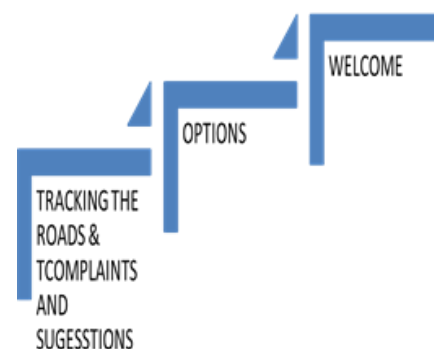 WELCOME
OPTIONS
TRACKING THE
ROADS &
TCOMPLAINTS
AND
SUGESSTIONS